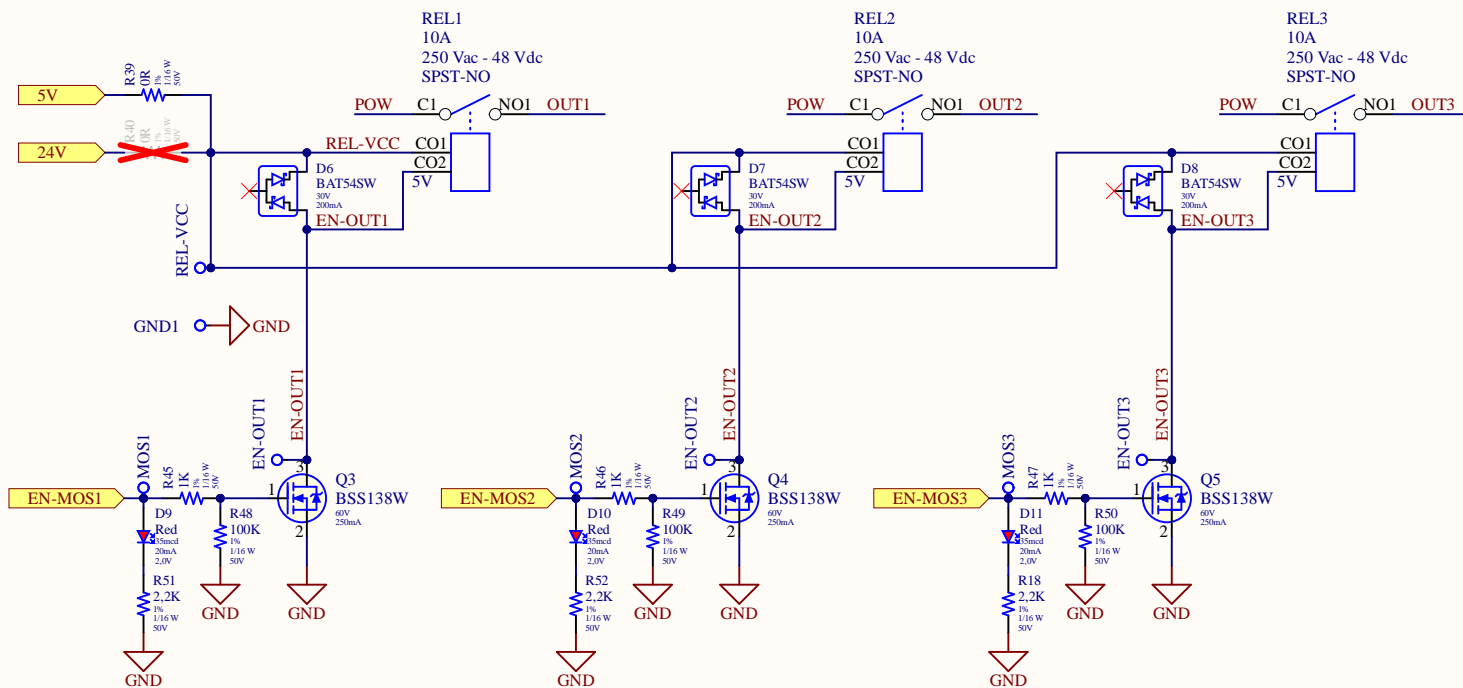 REL1
10A
250 Vac - 48 Vdc
SPST-NO
REL2
10A
250 Vac - 48 Vdc
SPST-NO
REL3
10A
250 Vac - 48 Vdc
SPST-NO
5V
R39
0R
1%
1/16 W
50V
24V
R40
0R
1%
1/16 W
50V
POW
C1
NO1
OUT1
REL-VCC
CO1
CO2
5V
D6
BAT54SW
30V
200mA
EN-OUT1
POW
C1
NO1
OUT2
CO1
CO2
5V
D7
BAT54SW
30V
200mA
EN-OUT2
POW
C1
NO1
OUT3
CO1
CO2
5V
D8
BAT54SW
30V
200mA
EN-OUT3
REL-VCC
GND1
GND
EN-OUT1
EN-OUT1
EN-MOS1
MOS1
R45
1K
1%
1/16 W
50V
3
1
2
Q3
BSS138W
60V
250mA
D9
Red
35mcd
20mA
2,0V
R48
100K
1%
1/16 W
50V
R51
2,2K
1%
1/16 W
50V
GND
GND
GND
EN-OUT2
EN-OUT2
EN-MOS2
MOS2
R46
1K
1%
1/16 W
50V
3
1
2
Q4
BSS138W
60V
250mA
D10
Red
35mcd
20mA
2,0V
R49
100K
1%
1/16 W
50V
R52
2,2K
1%
1/16 W
50V
GND
GND
GND
EN-OUT3
EN-OUT3
EN-MOS3
MOS3
R47
1K
1%
1/16 W
50V
3
1
2
Q5
BSS138W
60V
250mA
D11
Red
35mcd
20mA
2,0V
R50
100K
1%
1/16 W
50V
R18
2,2K
1%
1/16 W
50V
GND
GND
GND